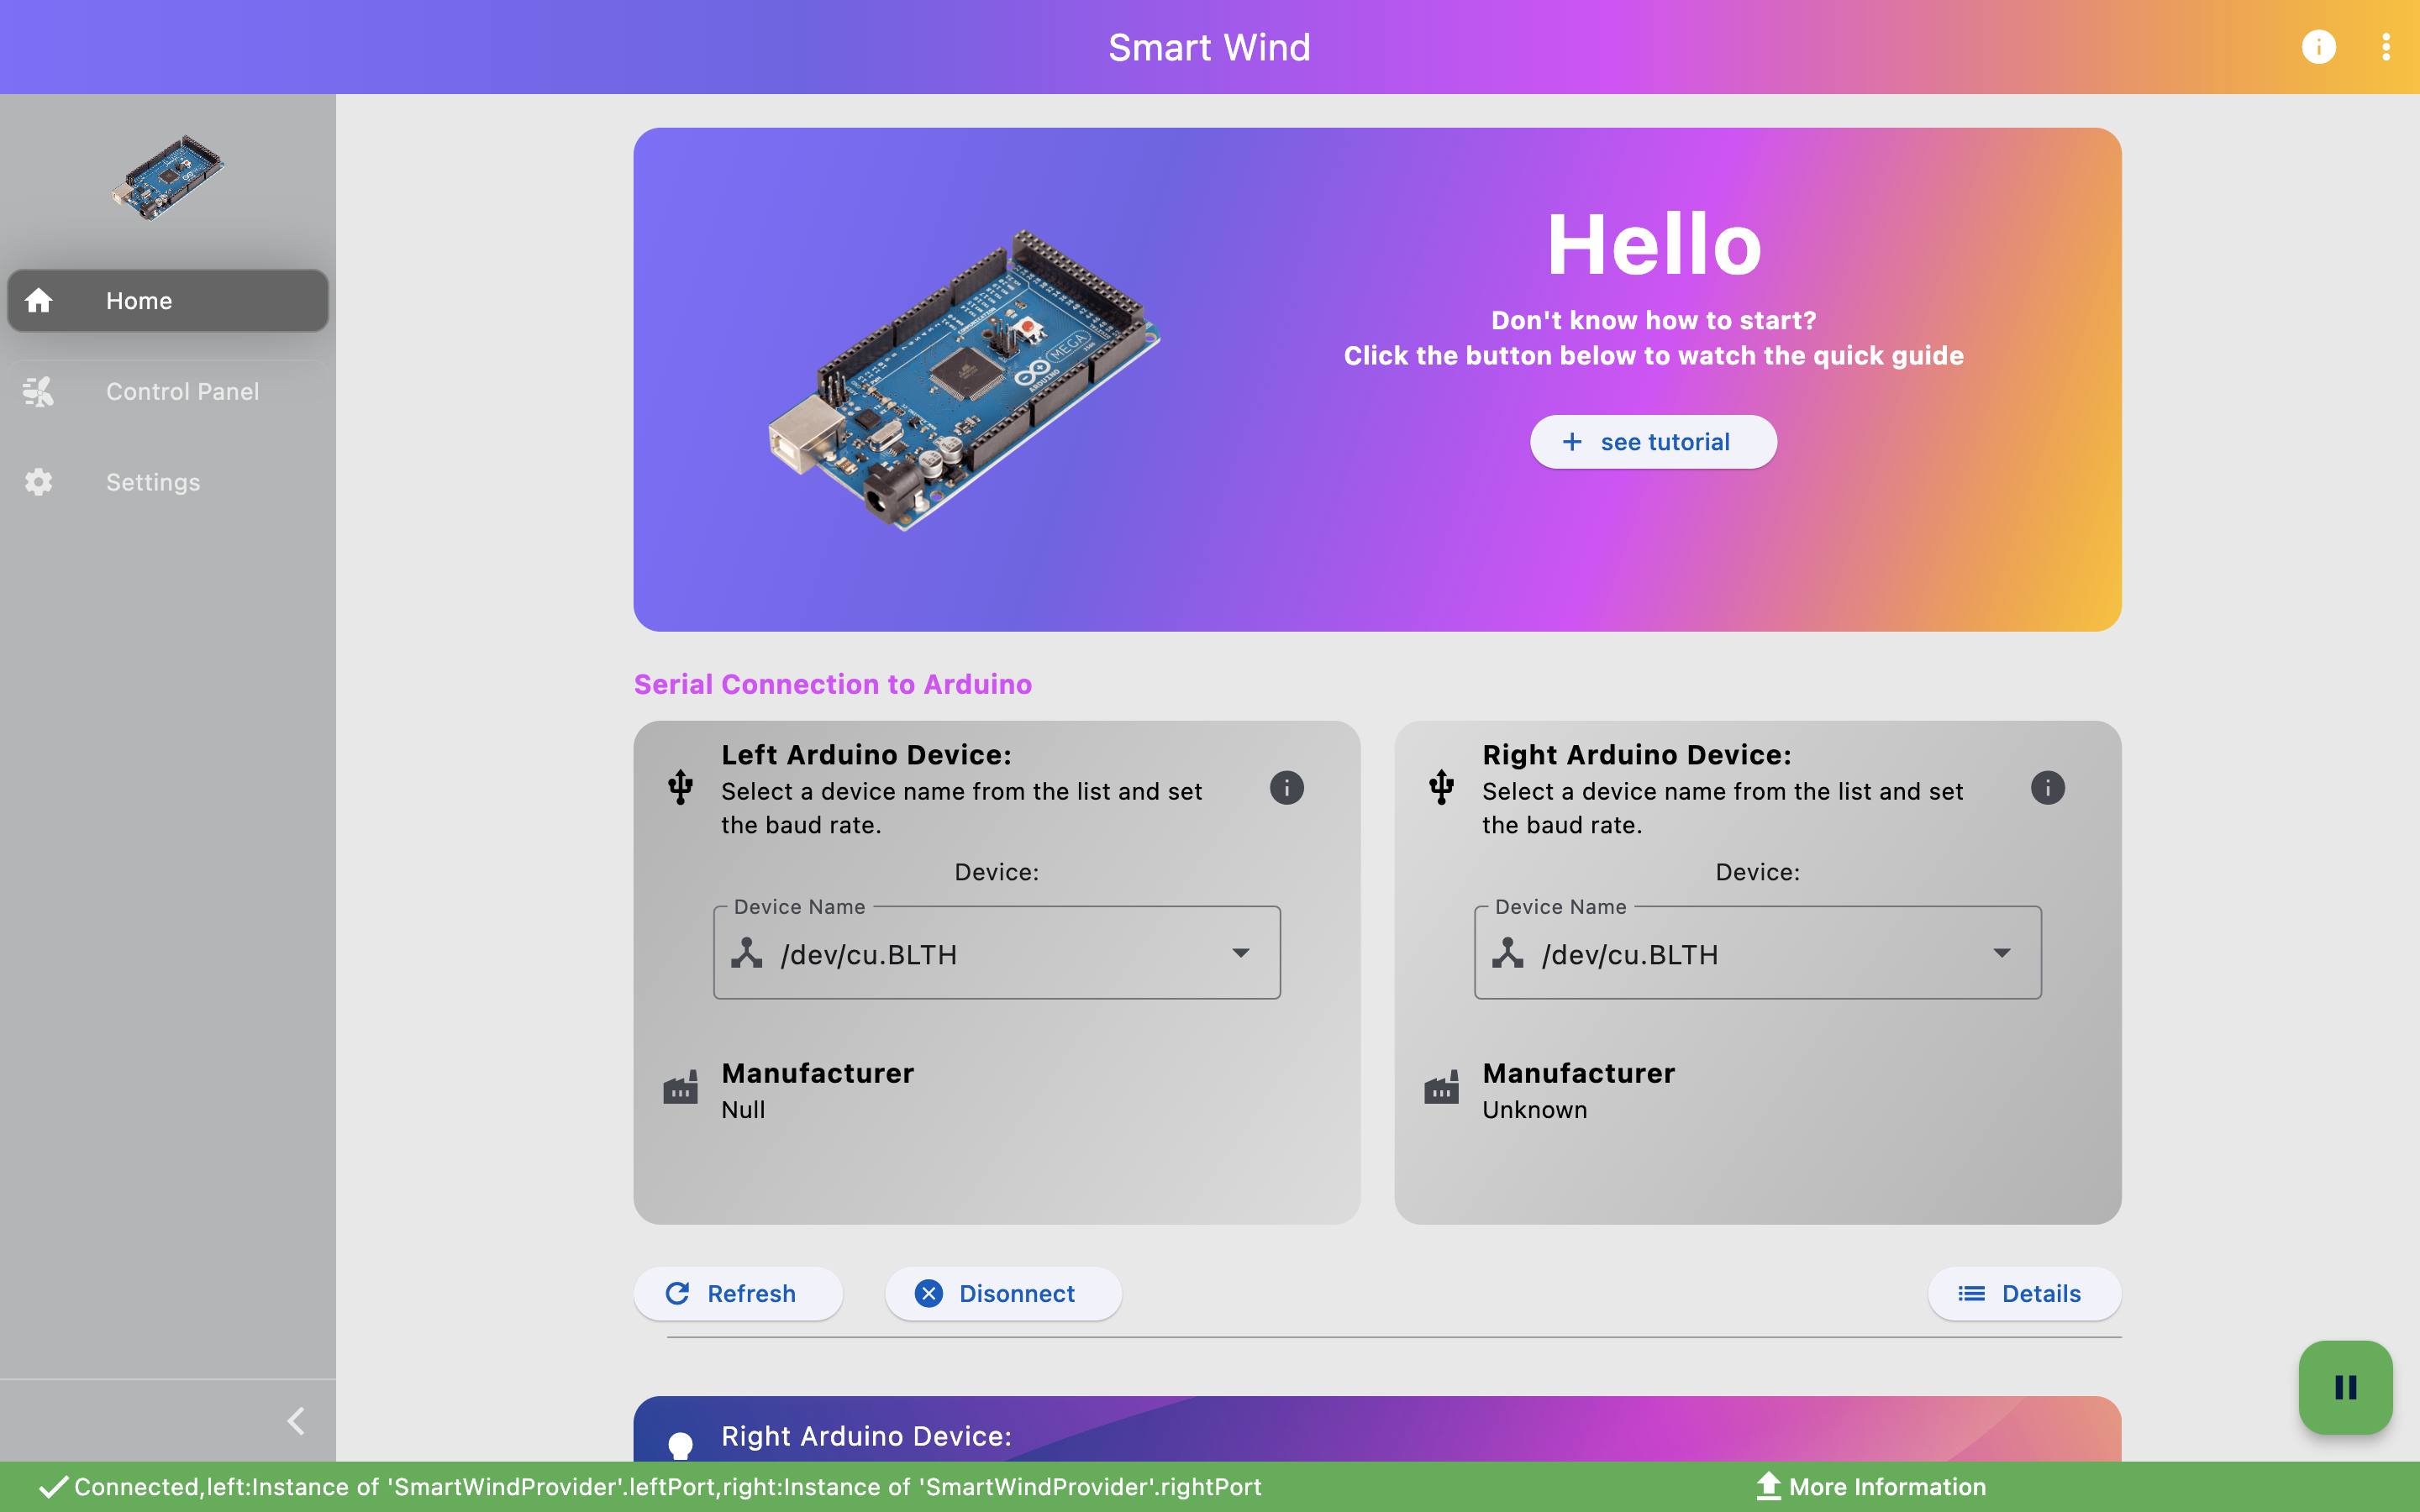 Smart Wind
Home
Control Panel
Settings
Hello
Don't know how to start?
Click the button below to watch the quick guide
see tutorial
MEGA
ARDUINO
Serial Connection to Arduino
Left Arduino Device:
Select a device name from the list and set
the baud rate.
Device:
Device Name
/dev/cu.BLTH
Manufacturer
Null
Right Arduino Device:
Select a device name from the list and set
the baud rate.
Device:
Device Name
/dev/cu.BLTH
Manufacturer
Unknown
Refresh
Disonnect
Details
Right Arduino Device:
Connected,left:Instance of 'SmartWindProvider'.leftPort,right:Instance of 'SmartWindProvider'.rightPort
More Information